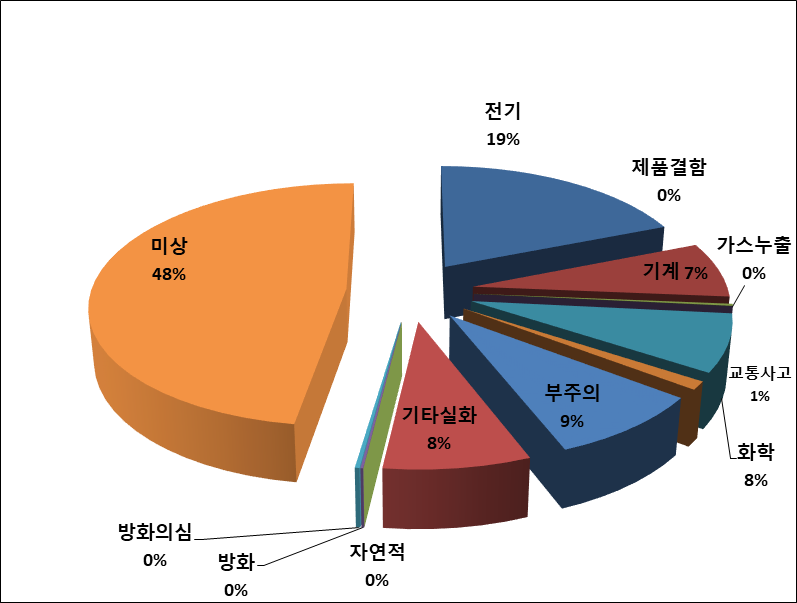 전기
19%
제품결함
0%
가스누출
0%
기계 7%
미상
48%
교통사고
1%
부주의
9%
기타실화
8%
화학
8%
방화의심
0%
방화
0%
자연적
0%